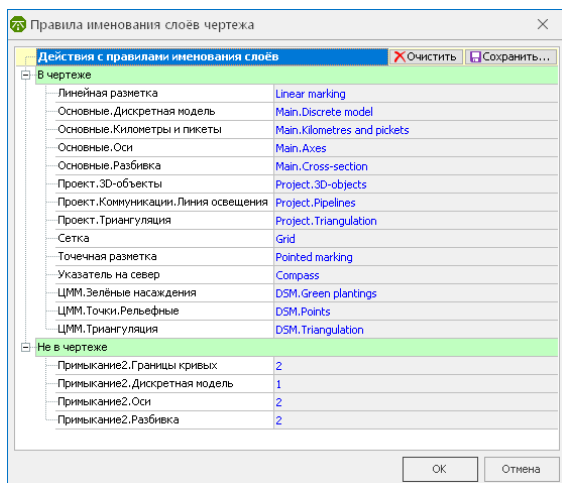 Правила именования слоёв чертежа
Действия с правилами именования слоёв Очистить Сохранить...
В чертеже
Линейная разметка Linear marking
Основные.Дискретная модель Main.Discrete model
Основные.Километры и пикеты Main.Kilometres and pickets
Основные.Оси Main.Axes
Основные.Разбивка Main.Cross-section
Проект.3D-объекты Project.3D-objects
Проект.Коммуникации.Линия освещения Project.Pipelines
Проект.Триангуляция Project.Triangulation
Сетка Grid
Точечная разметка Pointed marking
Указатель на север Compass
ЦММ.Зелёные насаждения DSM.Green plantings
ЦММ.Точки.Рельефные DSM.Points
ЦММ.Триангуляция DSM.Triangulation
Не в чертеже
Примыкание2.Границы кривых 2
Примыкание2.Дискретная модель 1
Примыкание2.Оси 2
Примыкание2.Разбивка 2
ОК Отмена